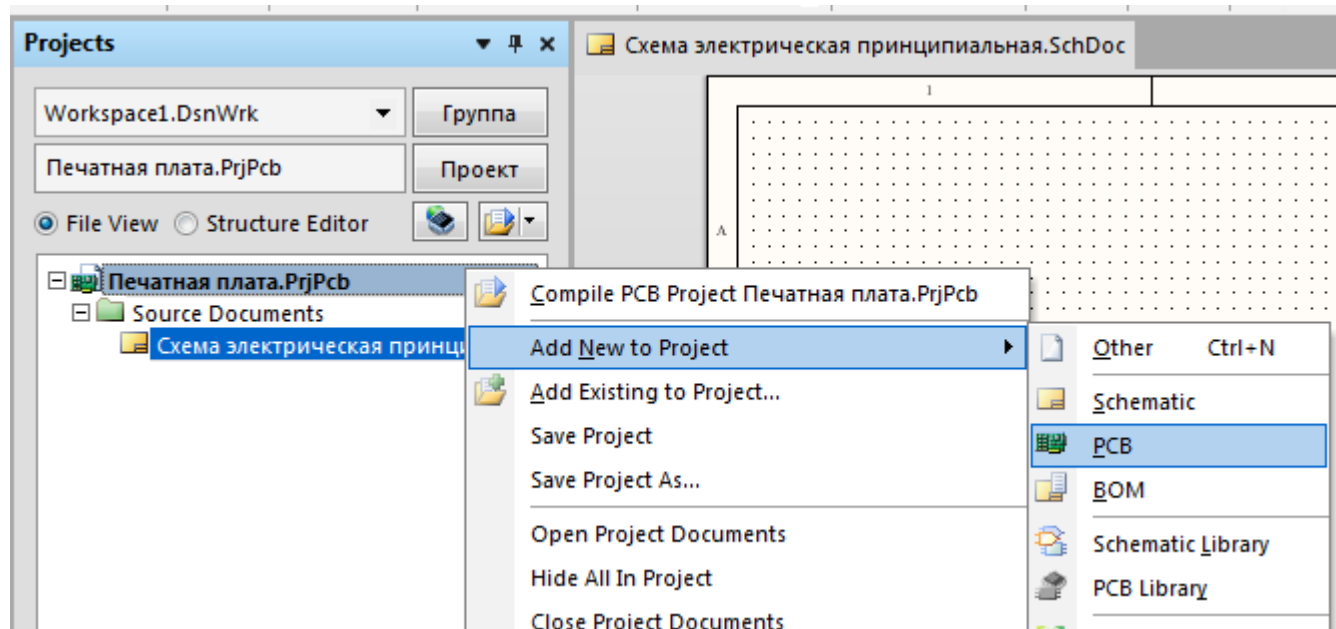 Projects
Схема электрическая принципиальная.SchDoc
1
Workspace1.DsnWrk
Группа
Печатная плата.PrjPcb
Проект
File View Structure Editor
A
Печатная плата.PrjPcb
Source Documents
Схема электрическая принци
Compile PCB Project Печатная плата.PrjPcb
Add New to Project
Add Existing to Project...
Save Project
Save Project As...
Open Project Documents
Hide All In Project
Close Project Documents
Other Ctrl+N
Schematic
PCB
BOM
Schematic Library
PCB Library